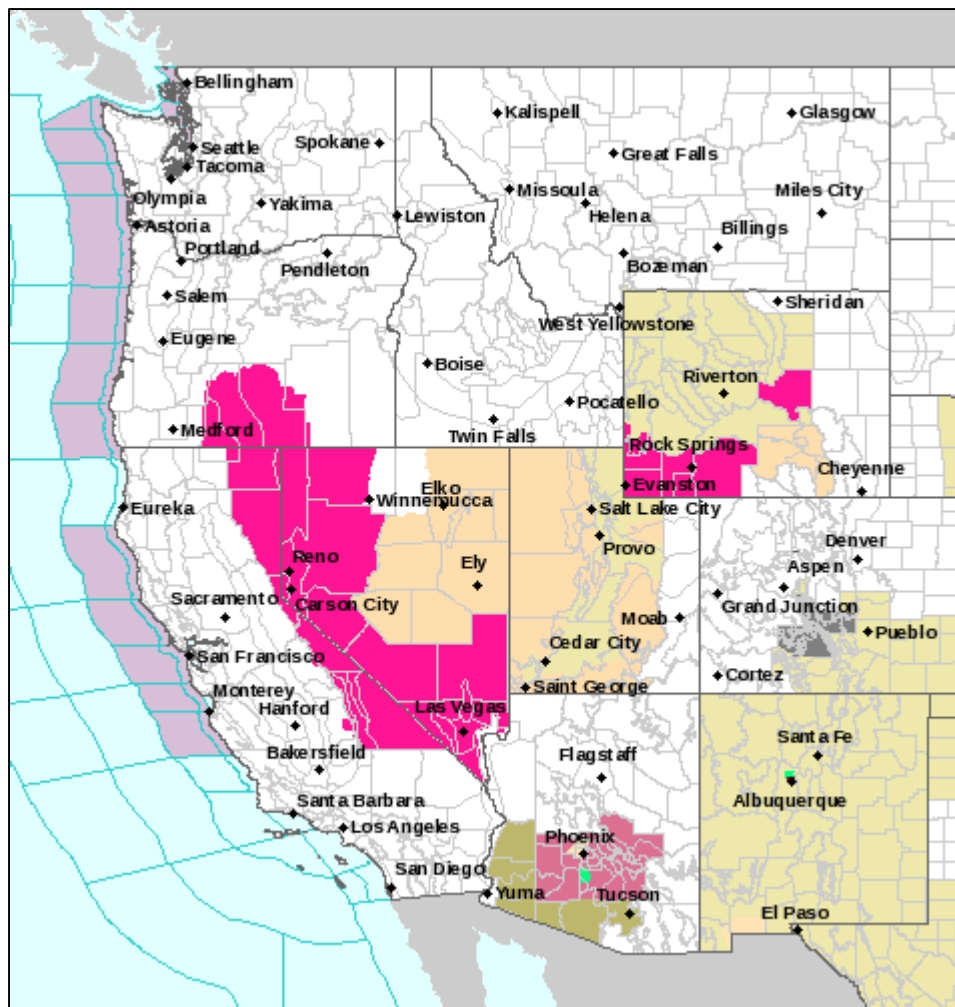 Bellingham
Kalispell
Glasgow
Spokane
Seattle
Great Falls
Tacoma
Missoula
Miles City
Olympia
Yakima
Lewiston
Helena
Astoria
Billings
Portland
Pendleton
Bozeman
Salem
Sheridan
West Yellowstone
Eugene
Boise
Riverton
Pocatello
Medford
Twin Falls
Rock Springs
Cheyenne
Elko
Evanston
Winnemucca
Eureka
Salt Lake City
Provo
Denver
Reno
Ely
Aspen
Sacramento
Carson City
Grand Junction
Moab
Pueblo
Cedar City
San Francisco
Cortez
Saint George
Monterey
Hanford
Las Vegas
Bakersfield
Flagstaff
Santa Fe
Albuquerque
Santa Barbara
Los Angeles
Phoenix
San Diego
Yuma
Tucson
El Paso